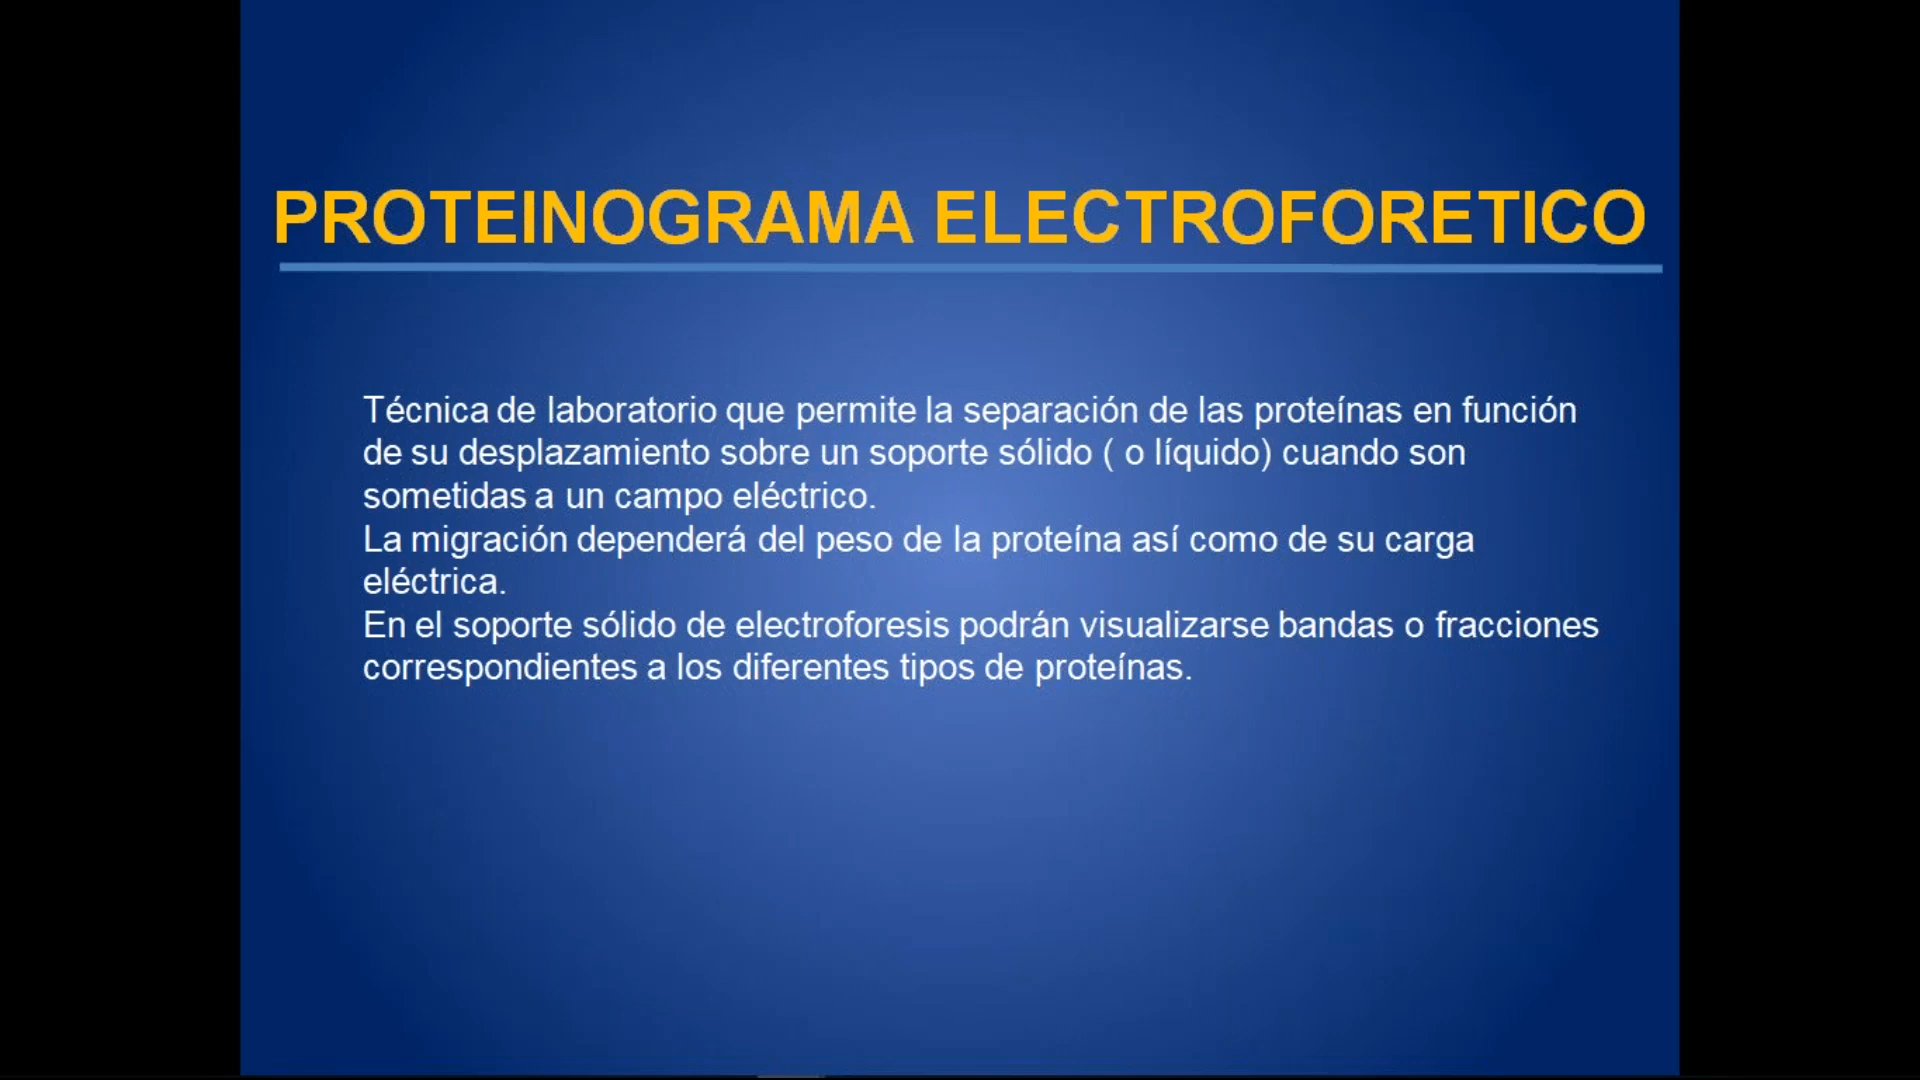 PROTEINOGRAMA ELECTROFORETICO
Técnica de laboratorio que permite la separación de las proteínas en función
de su desplazamiento sobre un soporte sólido ( o líquido) cuando son
sometidas a un campo eléctrico.
La migración dependerá del peso de la proteína así como de su carga
eléctrica.
En el soporte sólido de electroforesis podrán visualizarse bandas o fracciones
correspondientes a los diferentes tipos de proteínas.